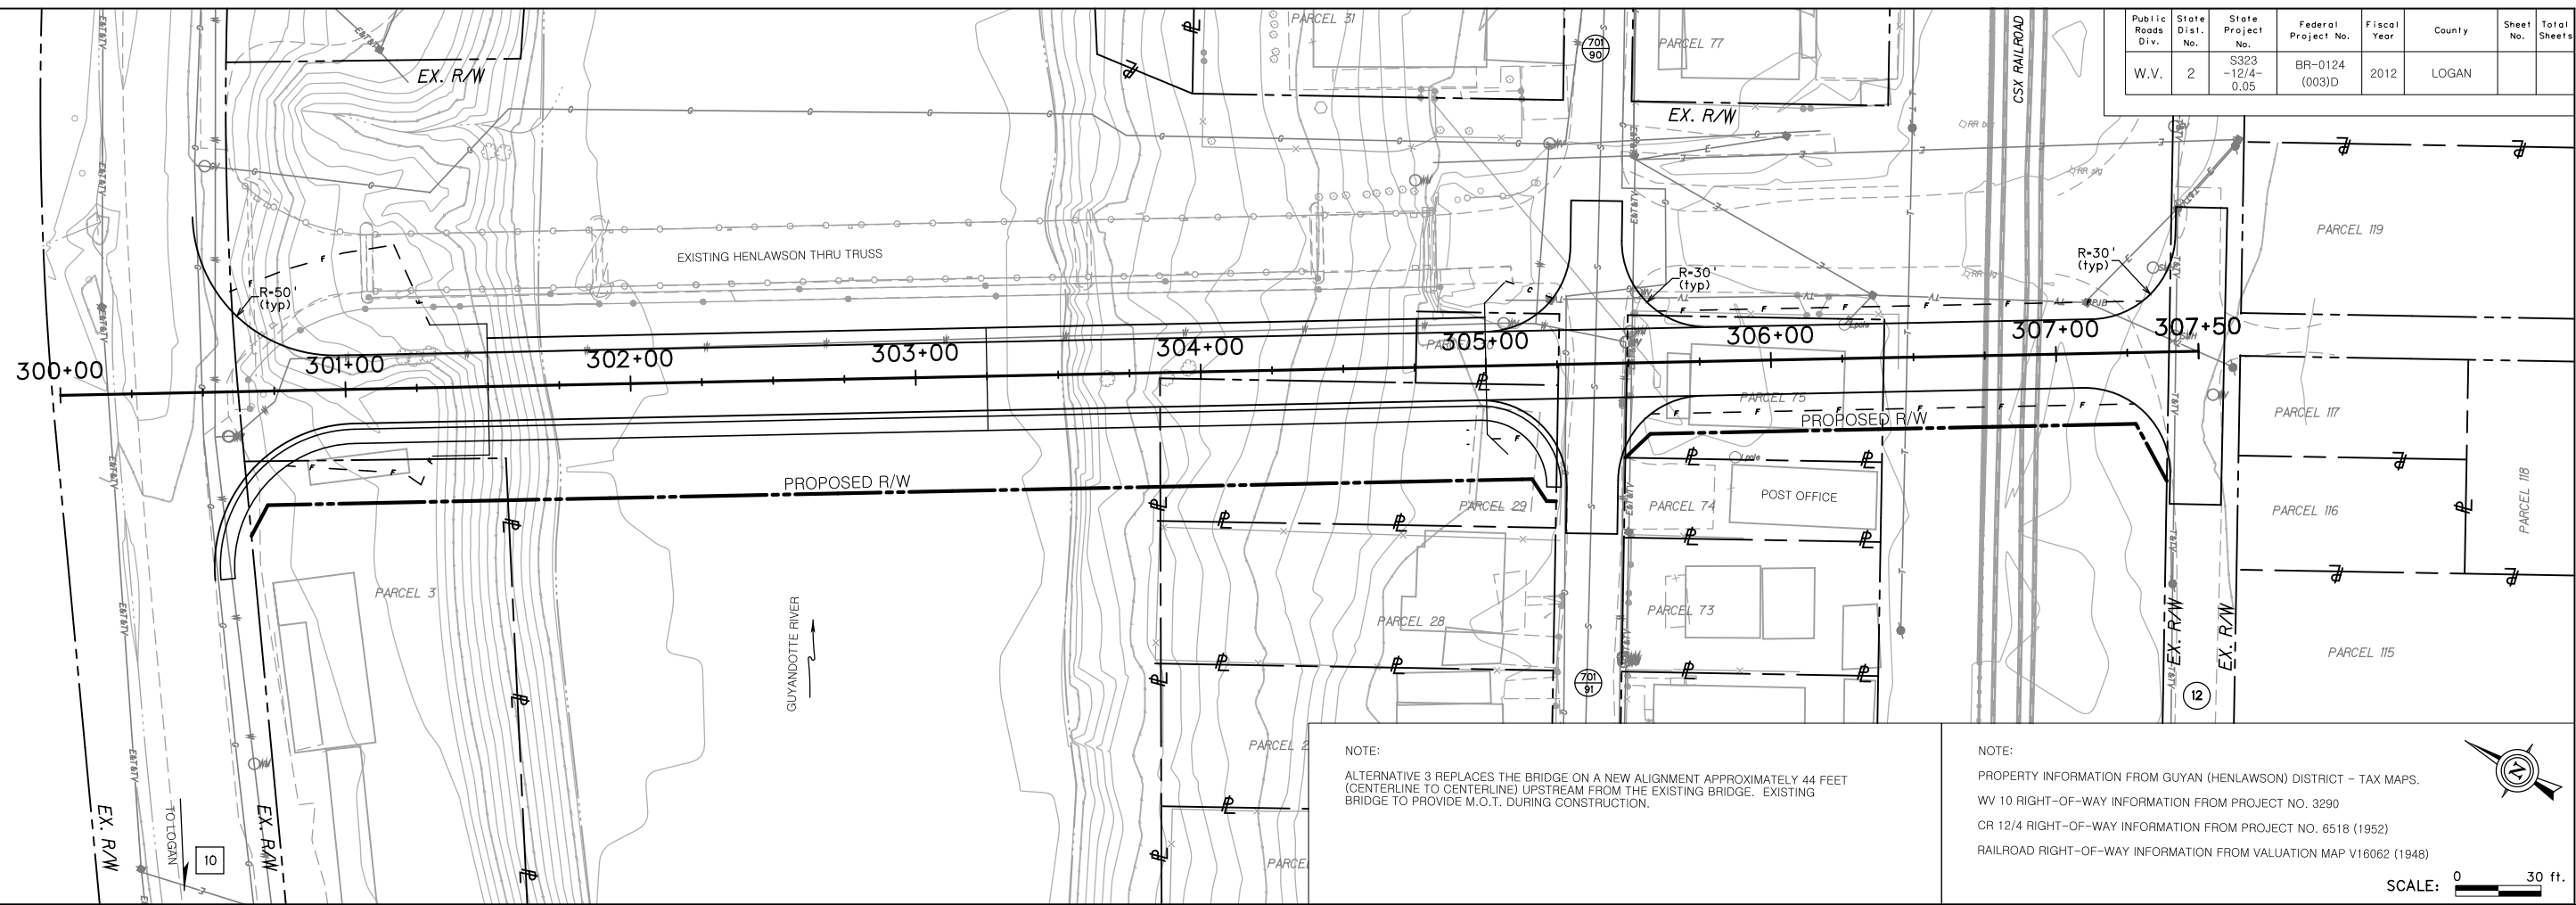 Public Roads Div.
State Dist. No.
State Project No.
Federal Project No.
Fiscal Year
County
Sheet No.
Total Sheets
W.V.
2
S323 -12/4- 0.05
BR-0124 (003)D
2012
LOGAN
EX. R/W
PARCEL 31
701
90
PARCEL 77
EX. R/W
CSX RAILROAD
PARCEL 119
EXISTING HENLAWSON THRU TRUSS
R=50'
(typ)
R=30'
(typ)
R=30'
(typ)
300+00
301+00
302+00
303+00
304+00
305+00
306+00
307+00
307+50
PARCEL 75
PROPOSED R/W
PARCEL 117
PROPOSED R/W
PARCEL 29
PARCEL 74
POST OFFICE
PARCEL 116
PARCEL 118
PARCEL 3
GUYANDOTTE RIVER
PARCEL 28
PARCEL 73
EX. R/W
EX. R/W
PARCEL 115
701
91
12
PARCEL 2
PARCEL
EX. R/W
TO LOGAN
10
EX. R/W
NOTE:
ALTERNATIVE 3 REPLACES THE BRIDGE ON A NEW ALIGNMENT APPROXIMATELY 44 FEET
(CENTERLINE TO CENTERLINE) UPSTREAM FROM THE EXISTING BRIDGE. EXISTING
BRIDGE TO PROVIDE M.O.T. DURING CONSTRUCTION.
NOTE:
PROPERTY INFORMATION FROM GUYAN (HENLAWSON) DISTRICT - TAX MAPS.
WV 10 RIGHT-OF-WAY INFORMATION FROM PROJECT NO. 3290
CR 12/4 RIGHT-OF-WAY INFORMATION FROM PROJECT NO. 6518 (1952)
RAILROAD RIGHT-OF-WAY INFORMATION FROM VALUATION MAP V16062 (1948)
N
SCALE: 0 30 ft.